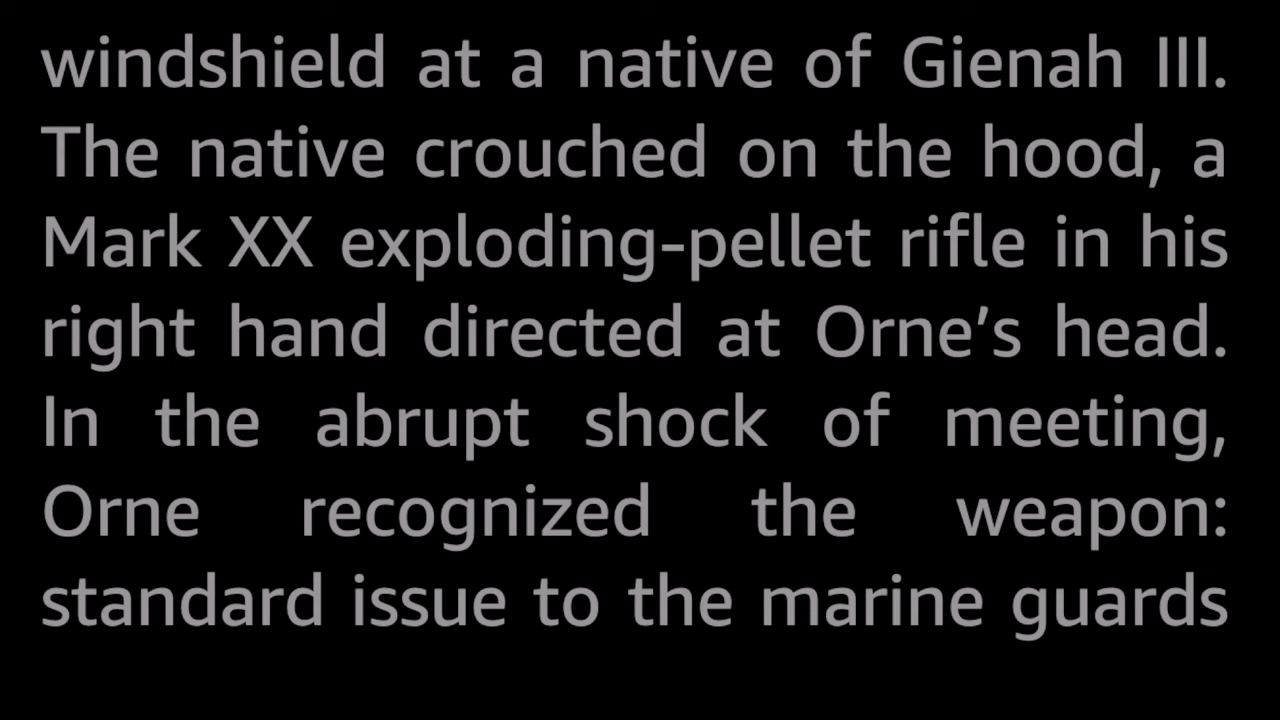 windshield at a native of Gienah III.
The native crouched on the hood, a
Mark XX exploding-pellet rifle in his
right hand directed at Orne’s head.
In the abrupt shock of meeting,
Orne recognized the weapon:
standard issue to the marine guards